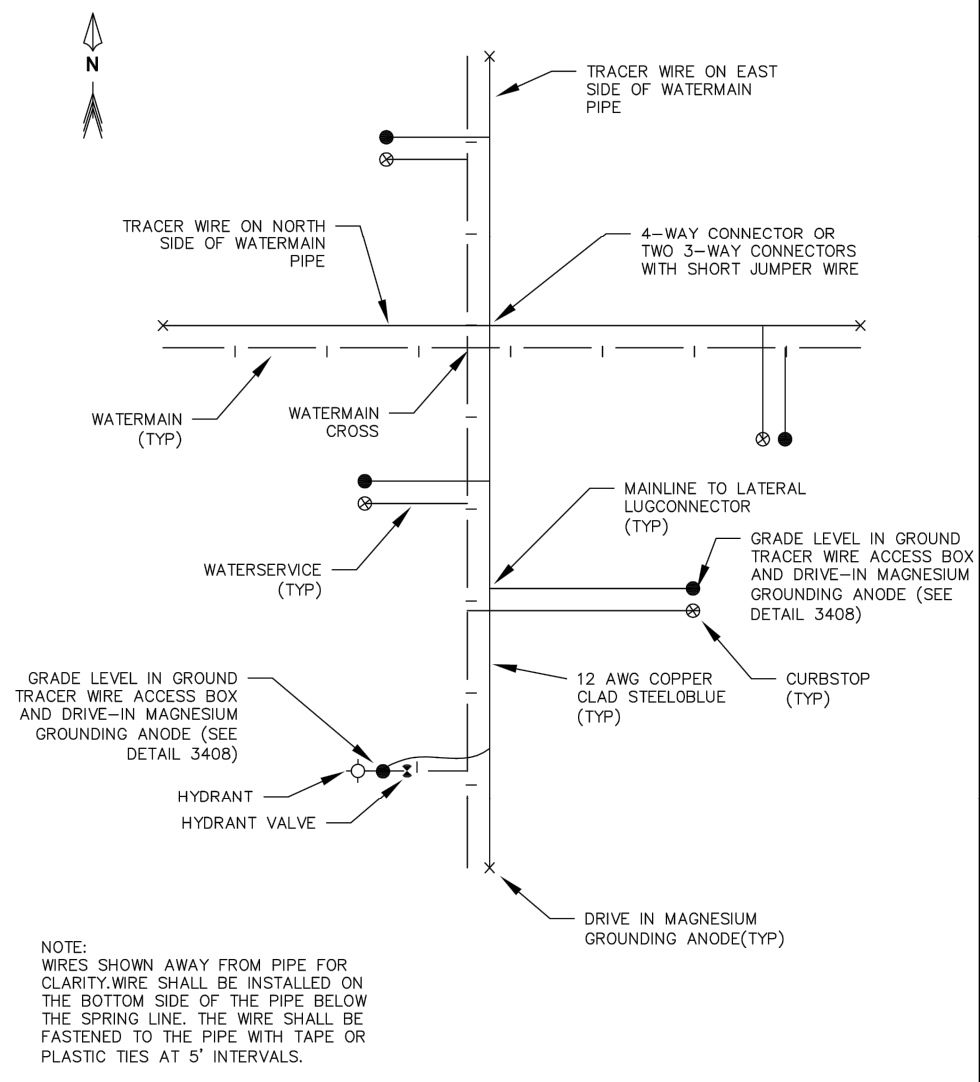 N
TRACER WIRE ON EAST
SIDE OF WATERMAIN
PIPE
TRACER WIRE ON NORTH
SIDE OF WATERMAIN
PIPE
4-WAY CONNECTOR OR
TWO 3-WAY CONNECTORS
WITH SHORT JUMPER WIRE
WATERMAIN
(TYP)
WATERMAIN
CROSS
MAINLINE TO LATERAL
LUGCONNECTOR
(TYP)
GRADE LEVEL IN GROUND
TRACER WIRE ACCESS BOX
AND DRIVE-IN MAGNESIUM
GROUNDING ANODE (SEE
DETAIL 3408)
WATERSERVICE
(TYP)
GRADE LEVEL IN GROUND
TRACER WIRE ACCESS BOX
AND DRIVE-IN MAGNESIUM
GROUNDING ANODE (SEE
DETAIL 3408)
12 AWG COPPER
CLAD STEELOBLUE
(TYP)
CURBSTOP
(TYP)
HYDRANT
HYDRANT VALVE
DRIVE IN MAGNESIUM
GROUNDING ANODE(TYP)
NOTE:
WIRES SHOWN AWAY FROM PIPE FOR
CLARITY.WIRE SHALL BE INSTALLED ON
THE BOTTOM SIDE OF THE PIPE BELOW
THE SPRING LINE. THE WIRE SHALL BE
FASTENED TO THE PIPE WITH TAPE OR
PLASTIC TIES AT 5' INTERVALS.